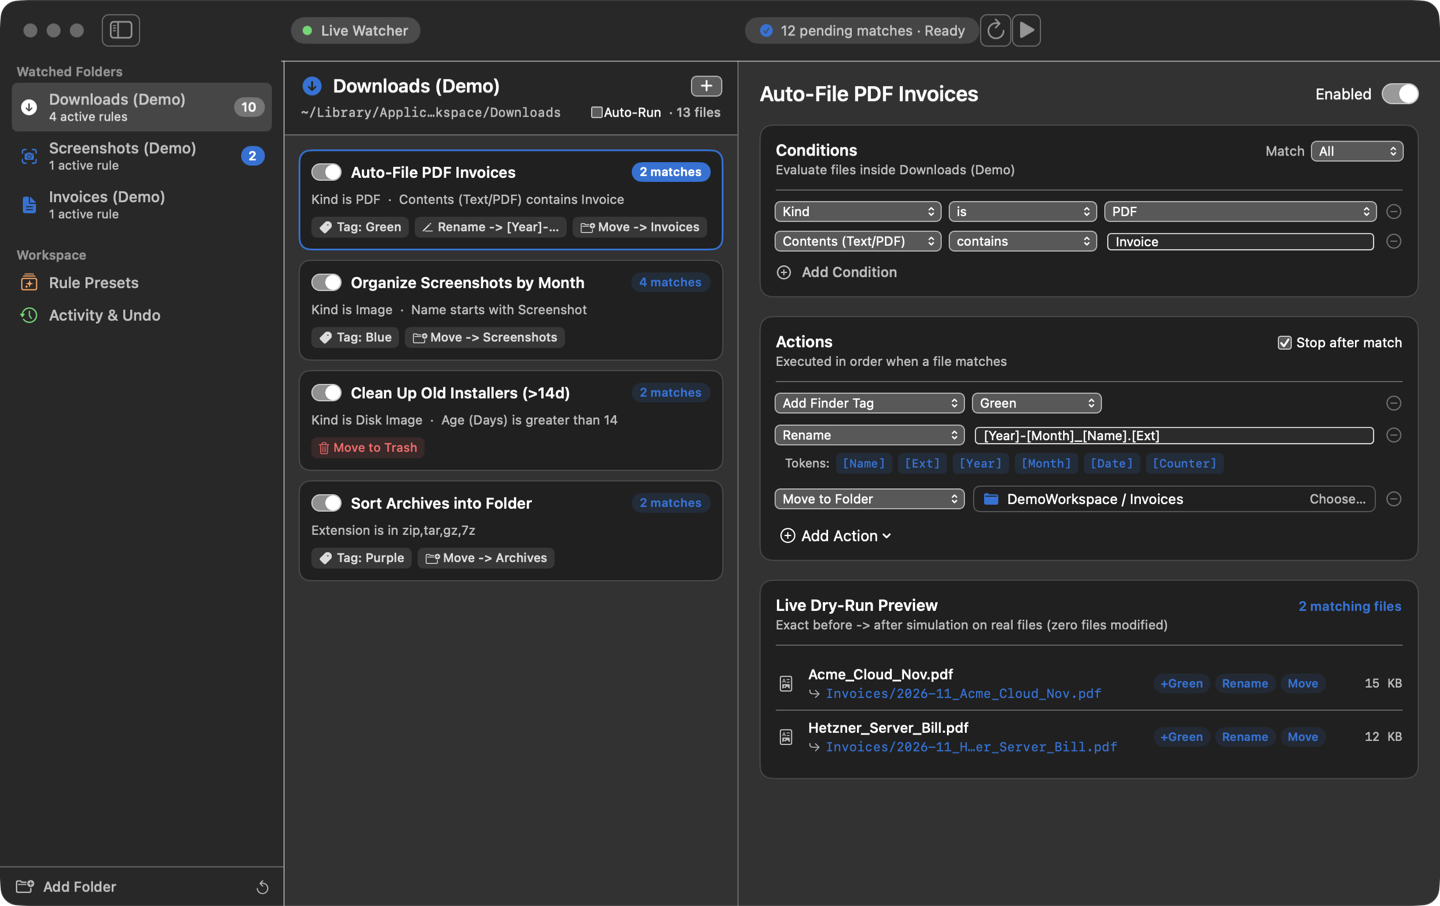 Live Watcher
12 pending matches · Ready
Watched Folders
Downloads (Demo)
4 active rules
10
Screenshots (Demo)
1 active rule
2
Invoices (Demo)
1 active rule
Workspace
Rule Presets
Activity & Undo
Add Folder
Downloads (Demo)
~/Library/Applic…kspace/Downloads
Auto-Run · 13 files
Auto-File PDF Invoices
2 matches
Kind is PDF · Contents (Text/PDF) contains Invoice
Tag: Green
Rename -> [Year]-...
Move -> Invoices
Organize Screenshots by Month
4 matches
Kind is Image · Name starts with Screenshot
Tag: Blue
Move -> Screenshots
Clean Up Old Installers (>14d)
2 matches
Kind is Disk Image · Age (Days) is greater than 14
Move to Trash
Sort Archives into Folder
2 matches
Extension is in zip,tar,gz,7z
Tag: Purple
Move -> Archives
Auto-File PDF Invoices
Enabled
Conditions
Evaluate files inside Downloads (Demo)
Match All
Kind is PDF
Contents (Text/PDF) contains Invoice
Add Condition
Actions
Executed in order when a file matches
Stop after match
Add Finder Tag Green
Rename [Year]-[Month]_[Name].[Ext]
Tokens: [Name] [Ext] [Year] [Month] [Date] [Counter]
Move to Folder DemoWorkspace / Invoices Choose...
Add Action
Live Dry-Run Preview
2 matching files
Exact before -> after simulation on real files (zero files modified)
Acme_Cloud_Nov.pdf
Invoices/2026-11_Acme_Cloud_Nov.pdf
+Green Rename Move 15 KB
Hetzner_Server_Bill.pdf
Invoices/2026-11_H…er_Server_Bill.pdf
+Green Rename Move 12 KB